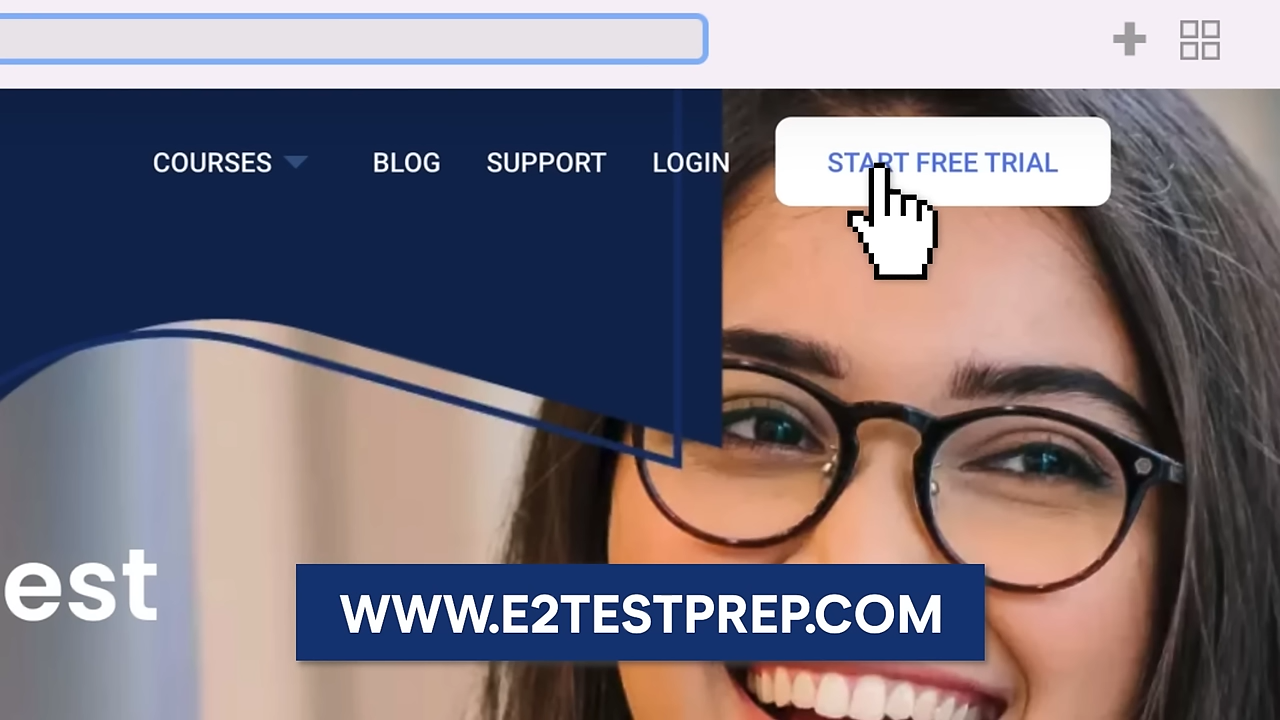 COURSES BLOG SUPPORT LOGIN START FREE TRIAL
est
WWW.E2TESTPREP.COM